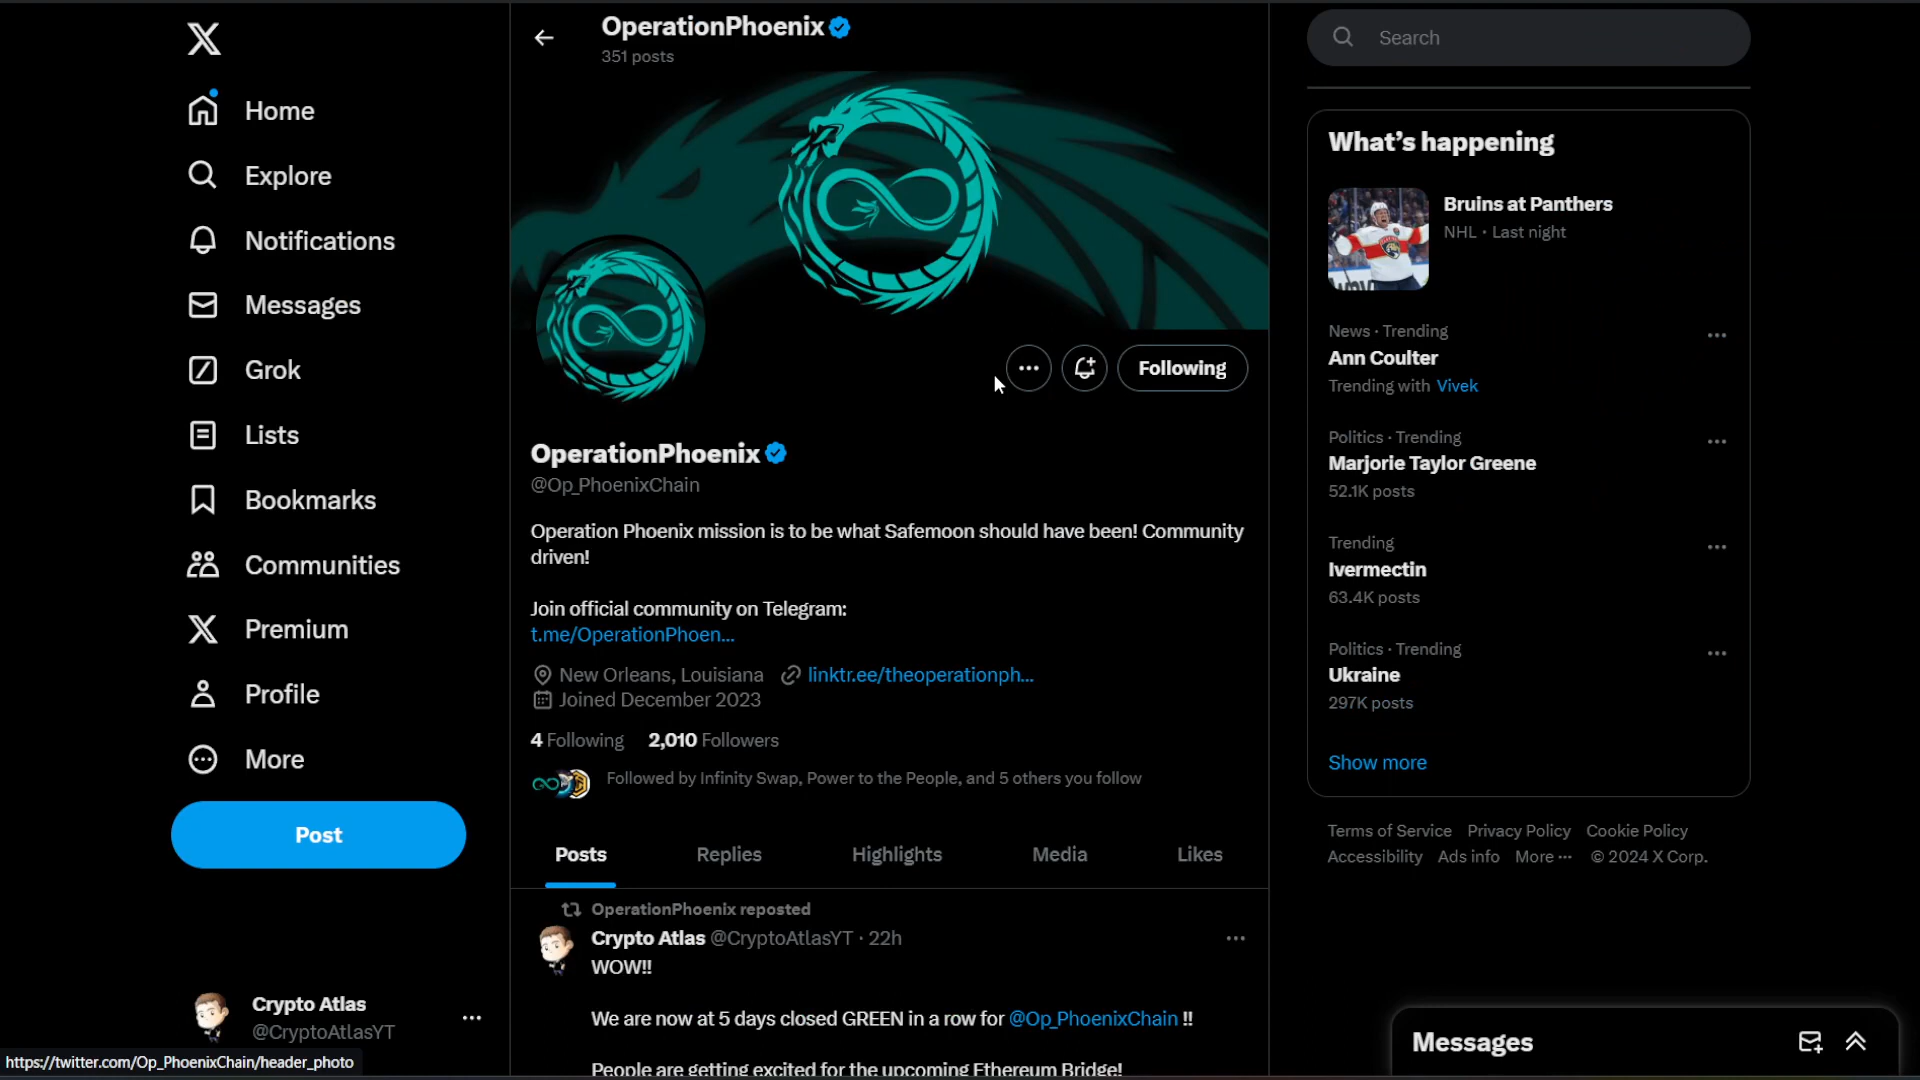 OperationPhoenix
351 posts
Search
Home
Explore
Notifications
Messages
Grok
Lists
Bookmarks
Communities
Premium
Profile
More
Post
Crypto Atlas
@CryptoAtlasYT
Following
OperationPhoenix
@Op_PhoenixChain
Operation Phoenix mission is to be what Safemoon should have been! Community
driven!
Join official community on Telegram:
t.me/OperationPhoen...
New Orleans, Louisiana linktr.ee/theoperationph...
Joined December 2023
4 Following 2,010 Followers
Followed by Infinity Swap, Power to the People, and 5 others you follow
Posts Replies Highlights Media Likes
OperationPhoenix reposted
Crypto Atlas @CryptoAtlasYT · 22h
WOW!!
We are now at 5 days closed GREEN in a row for @Op_PhoenixChain !!
People are getting excited for the upcoming Ethereum Bridge!
What's happening
Bruins at Panthers
NHL · Last night
News · Trending
Ann Coulter
Trending with Vivek
Politics · Trending
Marjorie Taylor Greene
52.1K posts
Trending
Ivermectin
63.4K posts
Politics · Trending
Ukraine
297K posts
Show more
Terms of Service Privacy Policy Cookie Policy
Accessibility Ads info More ··· © 2024 X Corp.
Messages
https://twitter.com/Op_PhoenixChain/header_photo